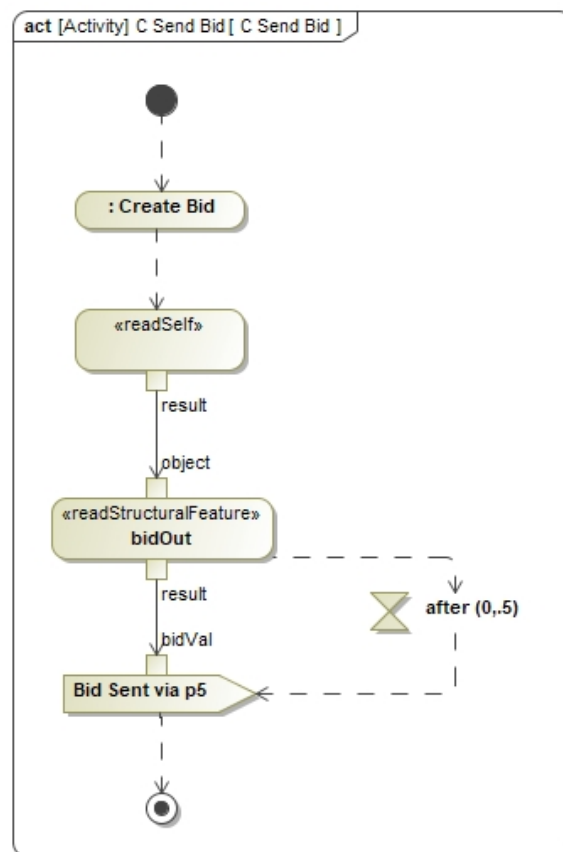 act [Activity] C Send Bid [ C Send Bid ]
: Create Bid
«readSelf»
result
object
«readStructuralFeature»
bidOut
result
after (0,.5)
bidVal
Bid Sent via p5